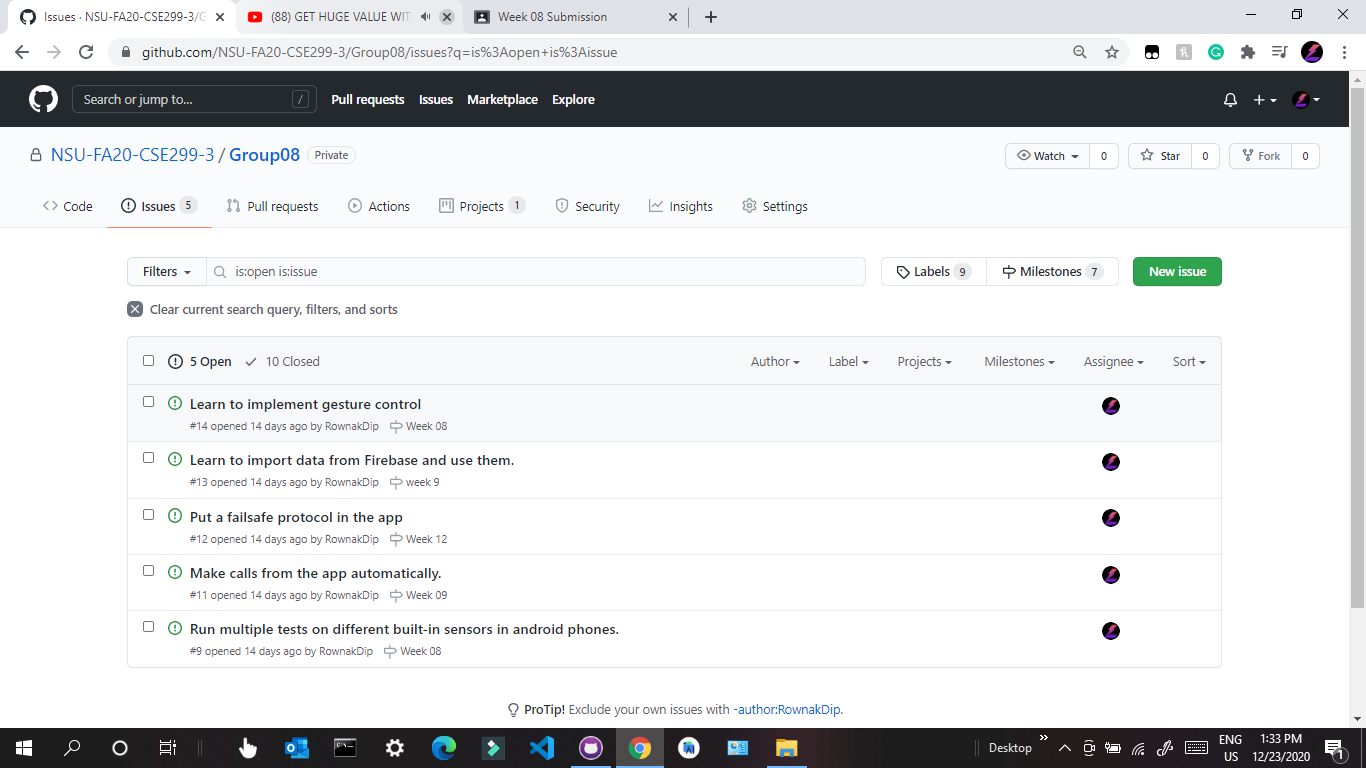 Issues · NSU-FA20-CSE299-3/G
(88) GET HUGE VALUE WIT
Week 08 Submission
github.com/NSU-FA20-CSE299-3/Group08/issues?q=is%3Aopen+is%3Aissue
Search or jump to... /
Pull requests Issues Marketplace Explore
NSU-FA20-CSE299-3 / Group08 Private
Watch 0 Star 0 Fork 0
Code Issues 5 Pull requests Actions Projects 1 Security Insights Settings
Filters is:open is:issue Labels 9 Milestones 7 New issue
Clear current search query, filters, and sorts
5 Open 10 Closed Author Label Projects Milestones Assignee Sort
Learn to implement gesture control
#14 opened 14 days ago by RownakDip Week 08
Learn to import data from Firebase and use them.
#13 opened 14 days ago by RownakDip week 9
Put a failsafe protocol in the app
#12 opened 14 days ago by RownakDip Week 12
Make calls from the app automatically.
#11 opened 14 days ago by RownakDip Week 09
Run multiple tests on different built-in sensors in android phones.
#9 opened 14 days ago by RownakDip Week 08
ProTip! Exclude your own issues with -author:RownakDip.
Desktop
ENG
US
1:33 PM
12/23/2020
1